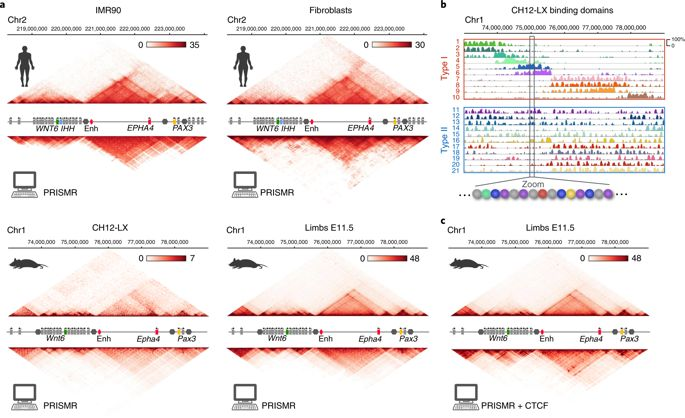 a
IMR90
Chr2
219,000,000 220,000,000 221,000,000 222,000,000 223,000,000
0 35
WNT6 IHH Enh EPHA4 PAX3
PRISMR
Fibroblasts
Chr2
219,000,000 220,000,000 221,000,000 222,000,000 223,000,000
0 30
WNT6 IHH Enh EPHA4 PAX3
PRISMR
b
CH12-LX binding domains
Chr1
74,000,000 75,000,000 76,000,000 77,000,000 78,000,000
100%
0
Type I
1
2
3
4
5
6
7
8
9
10
Type II
11
12
13
14
15
16
17
18
19
20
21
Zoom
CH12-LX
Chr1
74,000,000 75,000,000 76,000,000 77,000,000 78,000,000
0 7
Wnt6 Enh Epha4 Pax3
PRISMR
Limbs E11.5
Chr1
74,000,000 75,000,000 76,000,000 77,000,000 78,000,000
0 48
Wnt6 Enh Epha4 Pax3
PRISMR
c
Limbs E11.5
Chr1
74,000,000 75,000,000 76,000,000 77,000,000 78,000,000
0 48
Wnt6 Enh Epha4 Pax3
PRISMR + CTCF